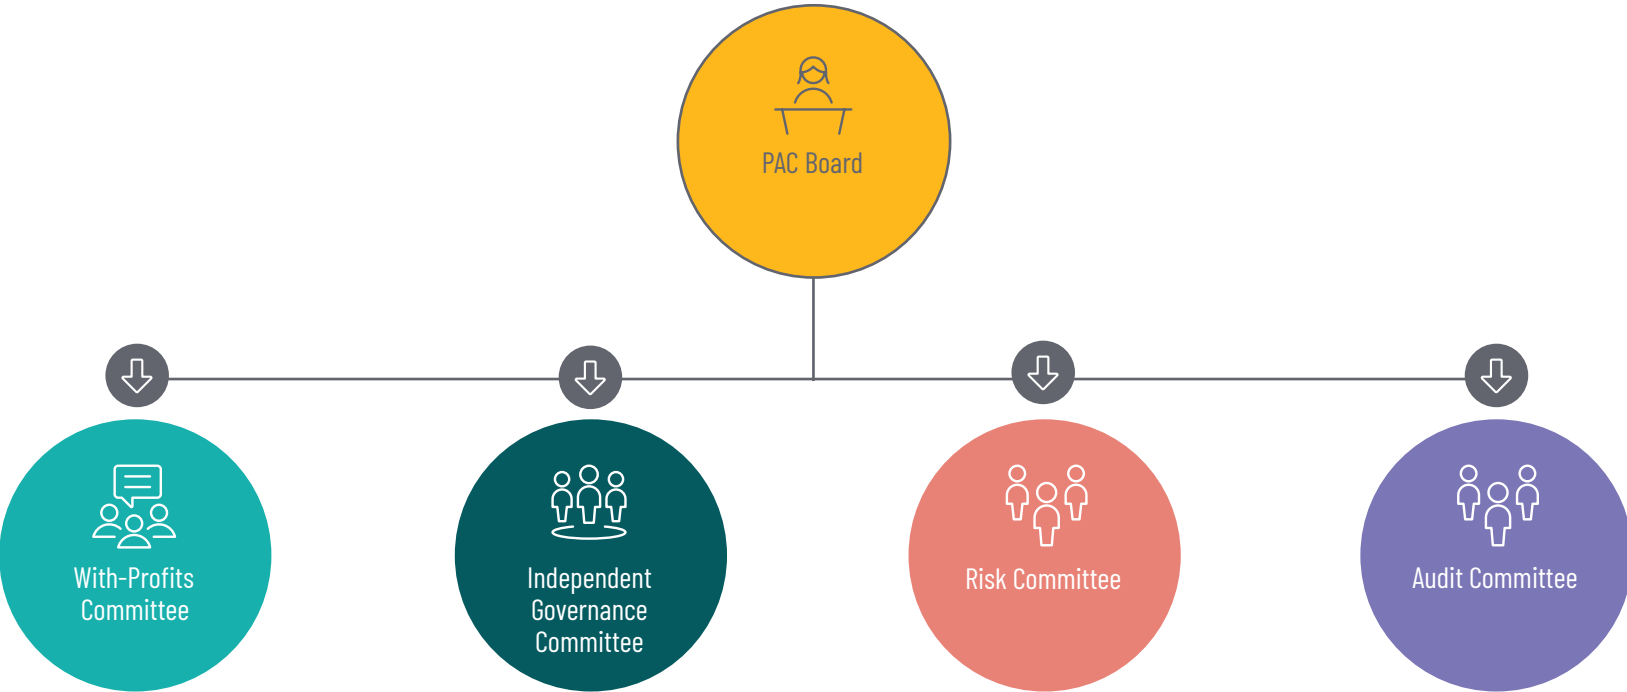 PAC Board
With-Profits
Committee
Independent
Governance
Committee
Risk Committee
Audit Committee